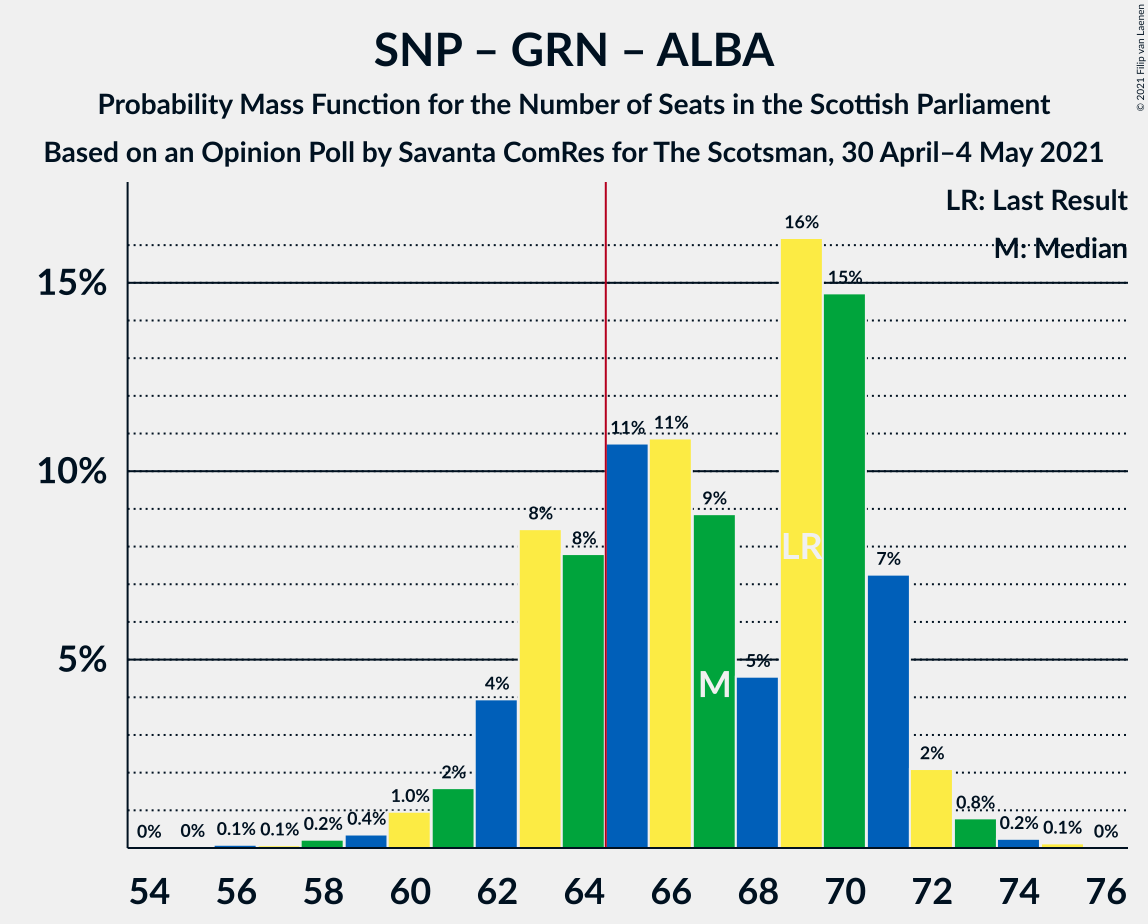 SNP – GRN – ALBA
Probability Mass Function for the Number of Seats in the Scottish Parliament
Based on an Opinion Poll by Savanta ComRes for The Scotsman, 30 April–4 May 2021
© 2021 Filip van Laenen
LR: Last Result
M: Median
15%
10%
5%
0% 0% 0.1% 0.1% 0.2% 0.4% 1.0% 2% 4% 8% 8% 11% 11% 9% 5% 16% 15% 7% 2% 0.8% 0.2% 0.1% 0%
LR
M
54 56 58 60 62 64 66 68 70 72 74 76